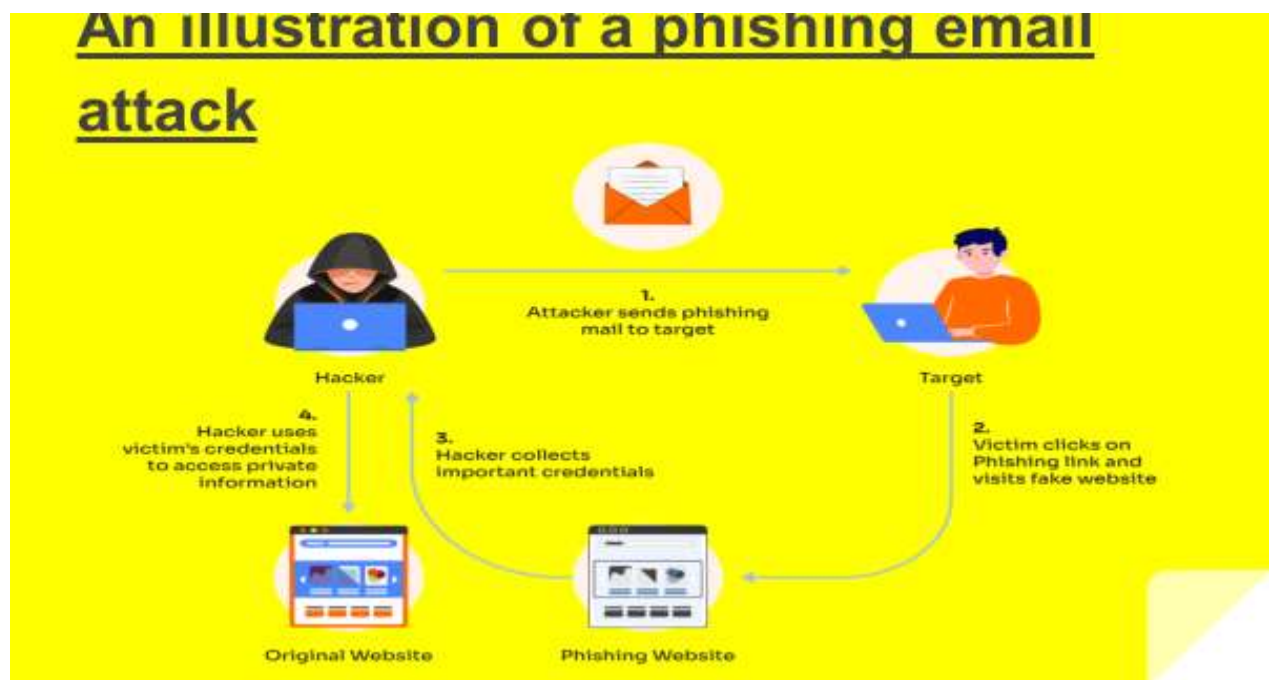 An illustration of a phishing email
attack
1.
Attacker sends phishing
mail to target
Hacker
Target
4.
Hacker uses
victim's credentials
to access private
information
3.
Hacker collects
important credentials
2.
Victim clicks on
Phishing link and
visits fake website
Original Website
Phishing Website